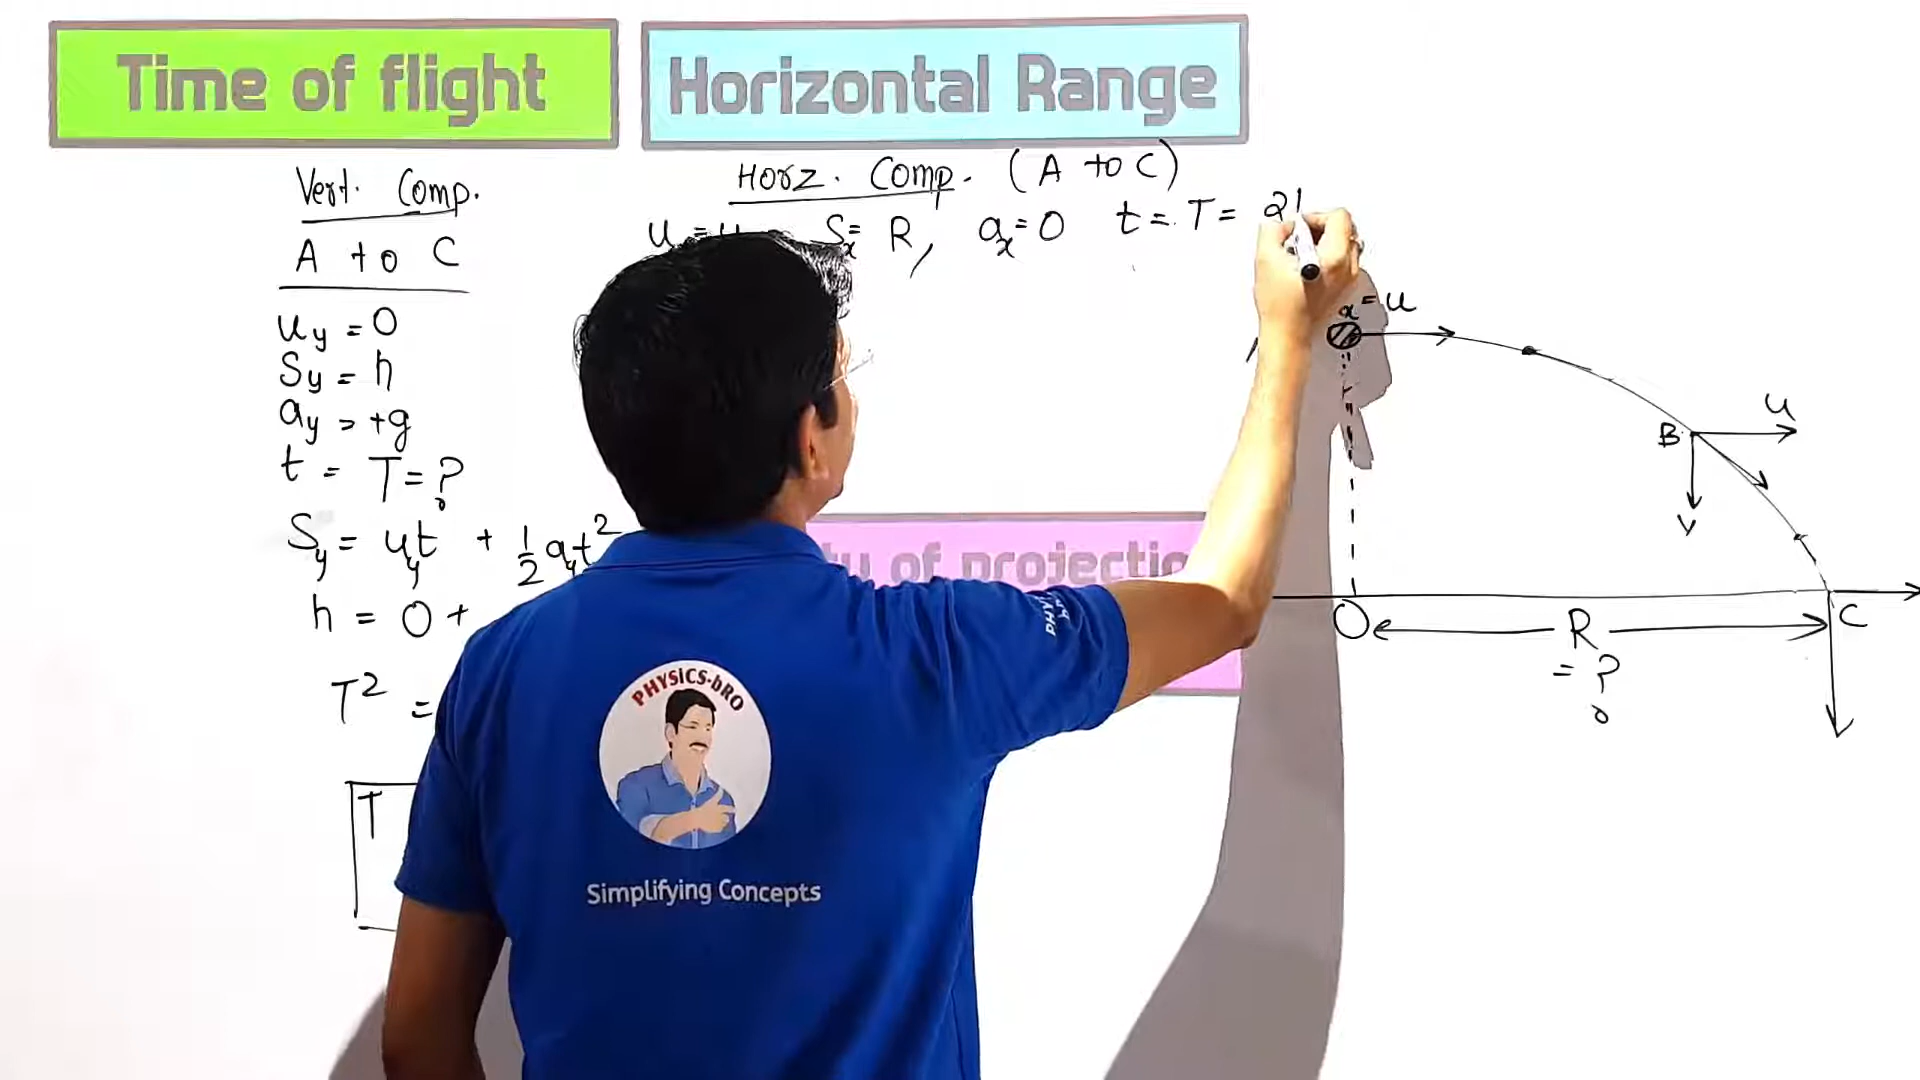 Time of flight
Horizontal Range
Vert. Comp.
A to C
uy = 0
Sy = h
ay = +g
t = T = ?
Sy = uyt + 1/2 ayt²
h = 0 +
T² =
T
Horz. Comp. (A to C)
Sx = R, ax = 0 t = T =
x = u
B
u
v
O
R
= ?
C
of
PHYSICS-bRO
Simplifying Concepts